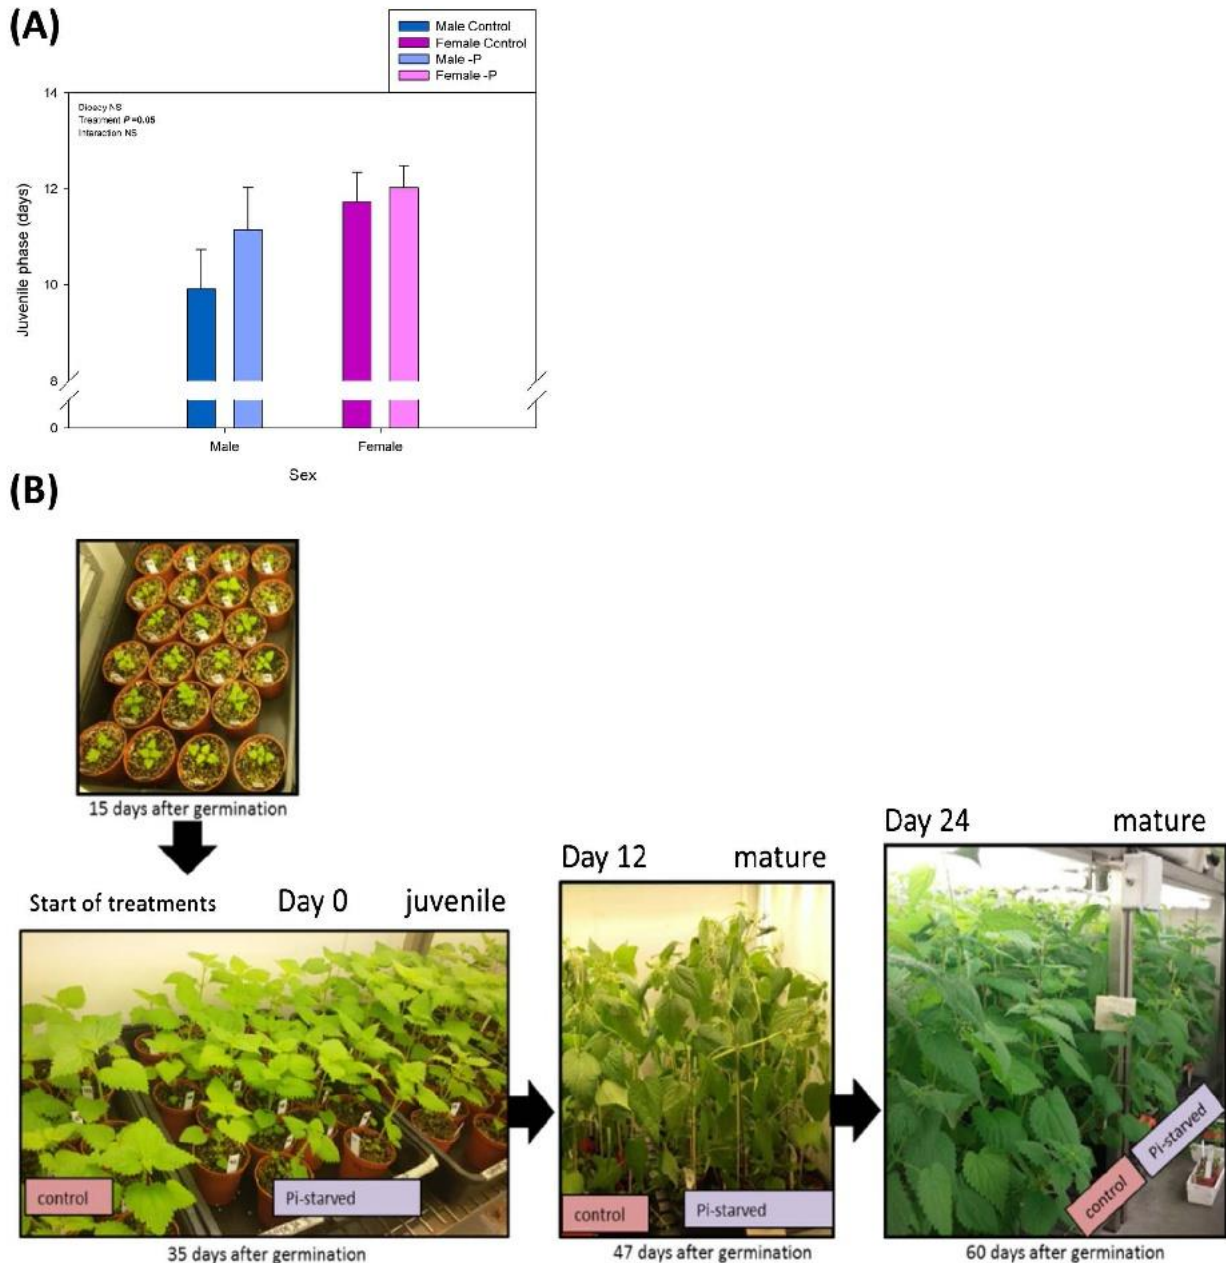 (A)
Male Control
Female Control
Male -P
Female -P
14
Dioecy NS
Treatment P=0.05
Interaction NS
12
10
8
0
Juvenile phase (days)
Male
Female
Sex
(B)
15 days after germination
Start of treatments
Day 0
juvenile
control
Pi-starved
35 days after germination
Day 12
mature
control
Pi-starved
47 days after germination
Day 24
mature
control
Pi-starved
60 days after germination